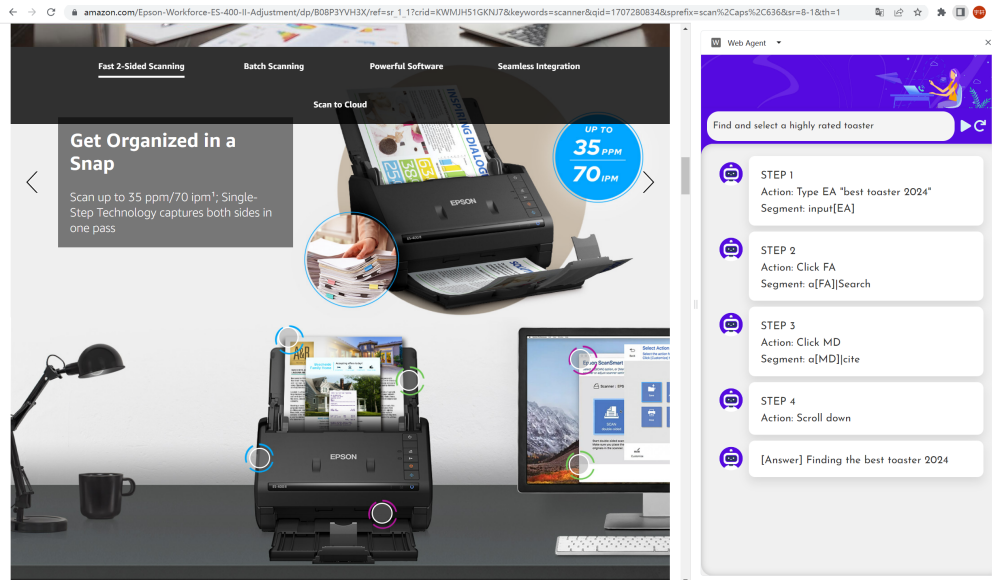 amazon.com/Epson-Workforce-ES-400-II-Adjustment/dp/B08P3YVH3X/ref=sr_1_1?crid=KWMJH51GKNJ7&keywords=scanner&qid=1707280834&sprefix=scan%2Caps%2C636&sr=8-1&th=1
Fast 2-Sided Scanning
Batch Scanning
Powerful Software
Seamless Integration
Scan to Cloud
Get Organized in a
Snap
Scan up to 35 ppm/70 ipm¹; Single-
Step Technology captures both sides in
one pass
INSPIRING DIALOG
UP TO
35 PPM
70 IPM
EPSON
A&R
EPSON
Select Action
Epson ScanSmart
W Web Agent
Find and select a highly rated toaster
STEP 1
Action: Type EA "best toaster 2024"
Segment: input[EA]
STEP 2
Action: Click FA
Segment: a[FA]|Search
STEP 3
Action: Click MD
Segment: a[MD]|cite
STEP 4
Action: Scroll down
[Answer] Finding the best toaster 2024